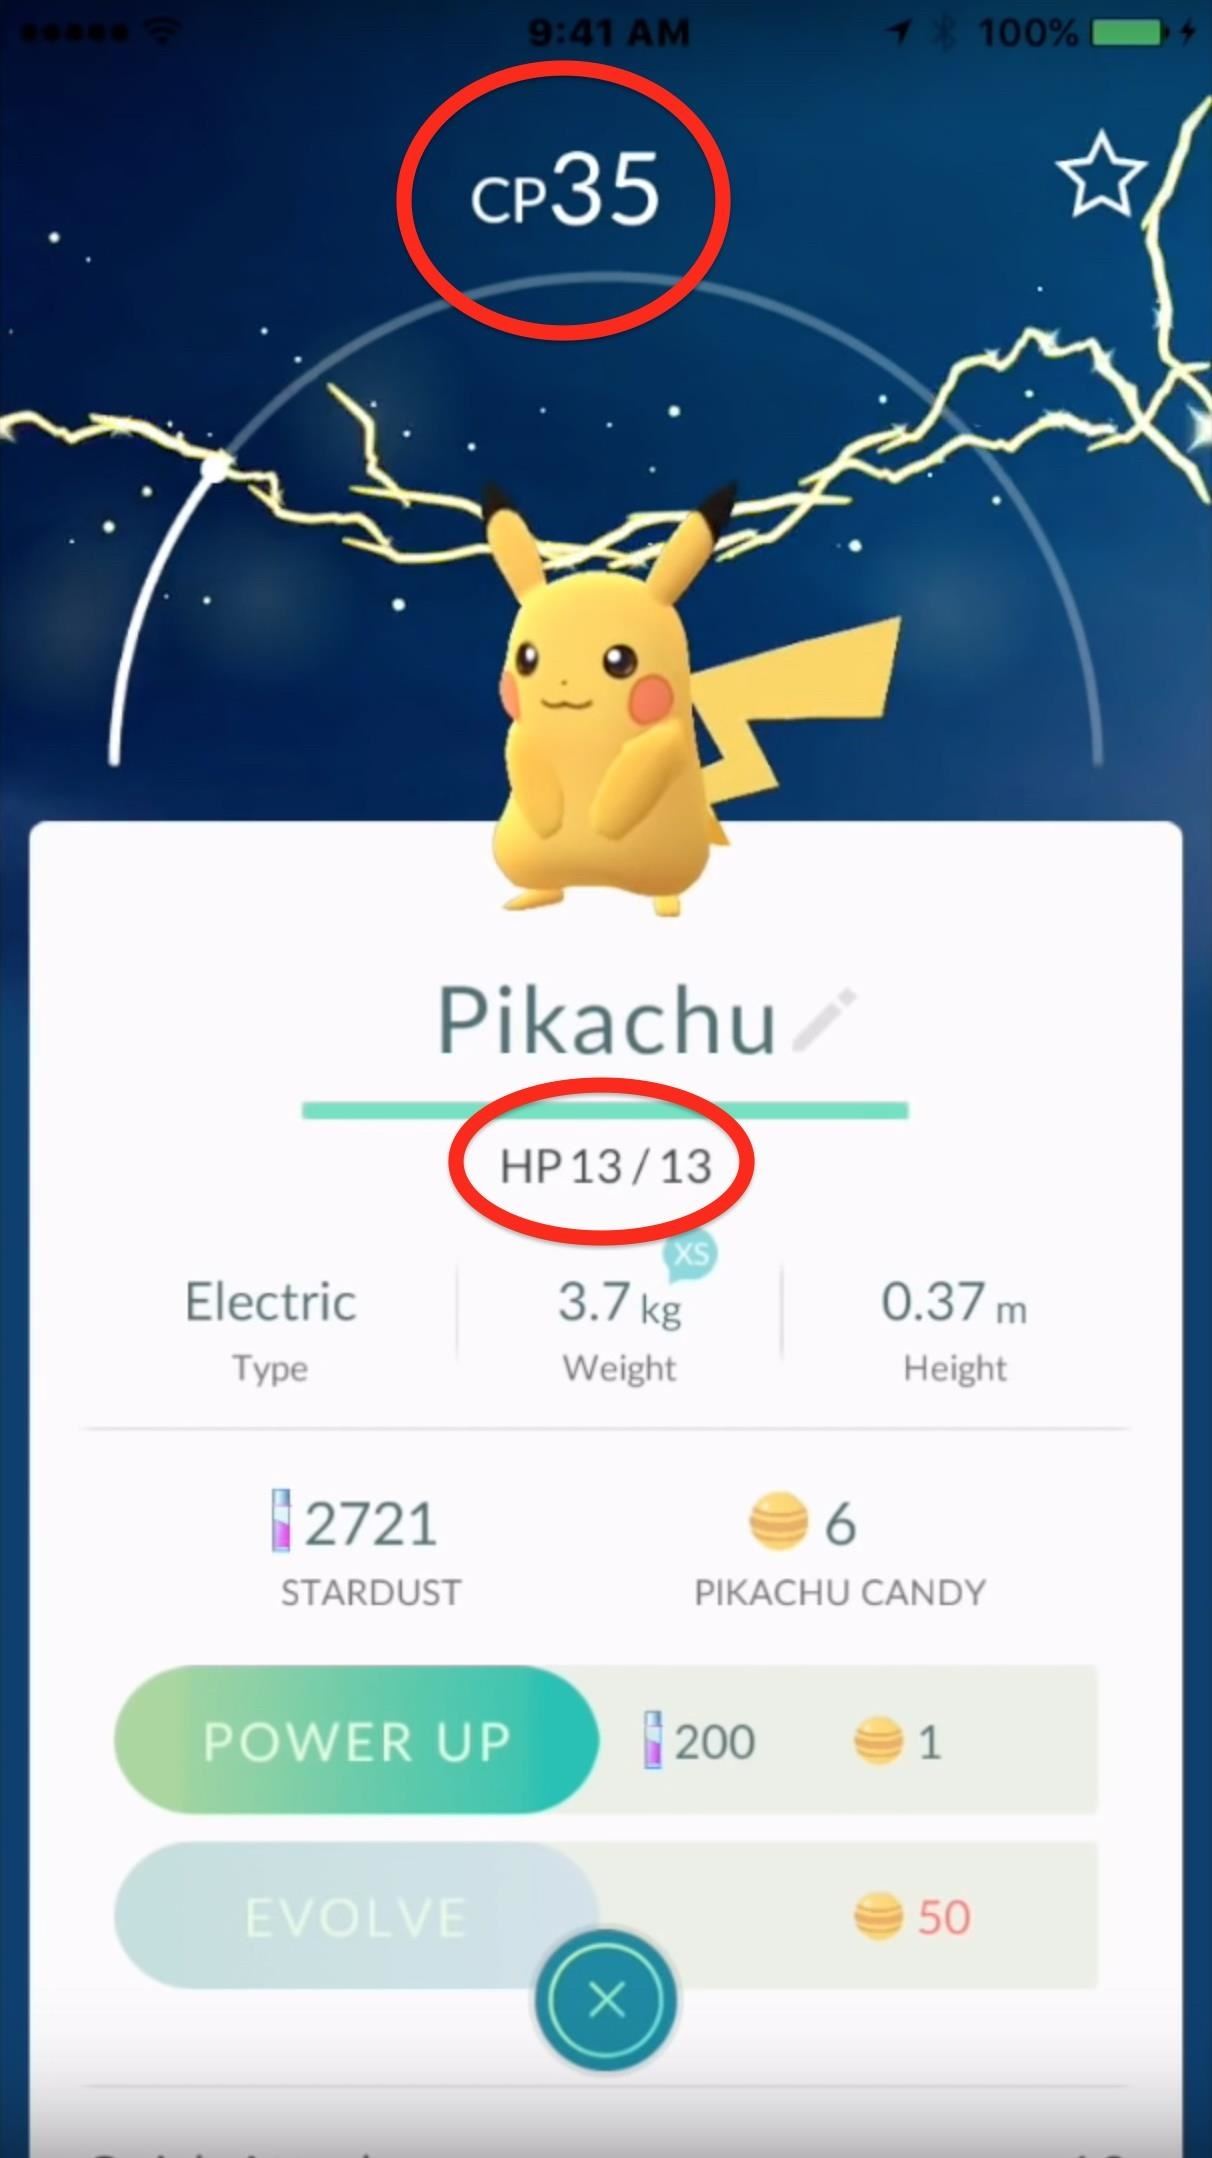 9:41 AM 100%
CP35
Pikachu
HP 13 / 13
XS
Electric 3.7 kg 0.37 m
Type Weight Height
2721 6
STARDUST PIKACHU CANDY
POWER UP 200 1
EVOLVE 50